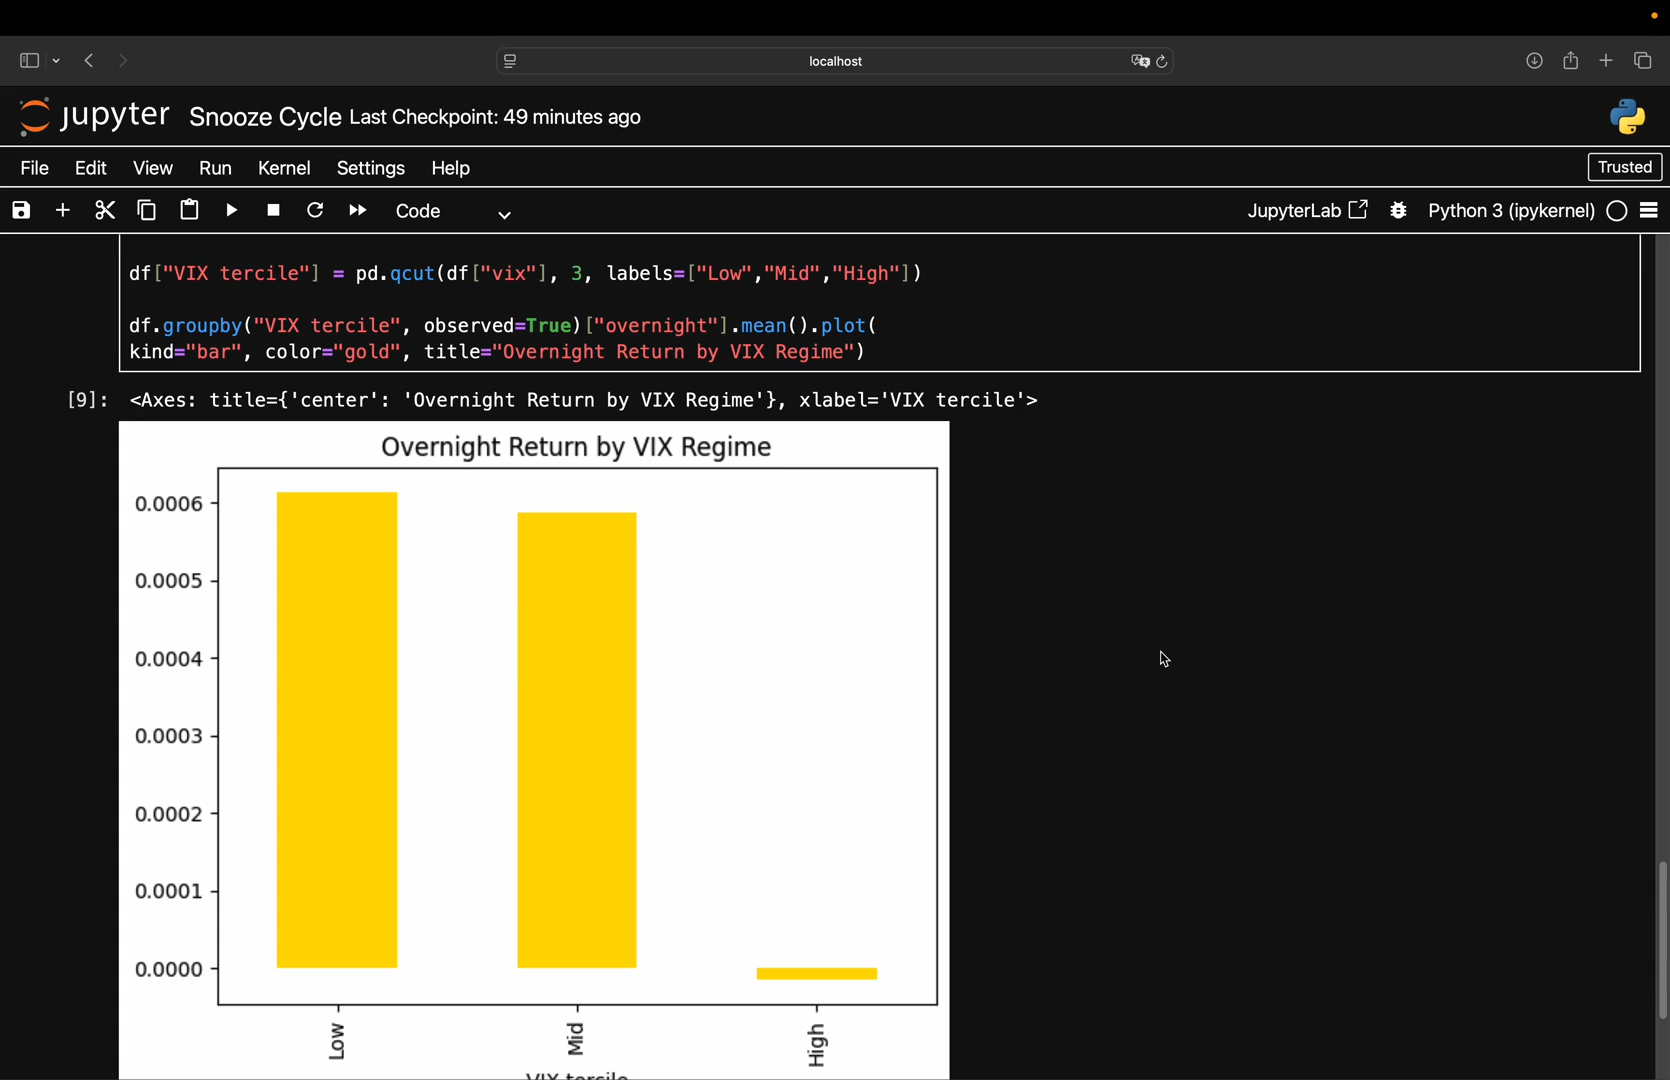 localhost
jupyter Snooze Cycle Last Checkpoint: 49 minutes ago
File Edit View Run Kernel Settings Help
Trusted
Code
JupyterLab
Python 3 (ipykernel)
df["VIX tercile"] = pd.qcut(df["vix"], 3, labels=["Low","Mid","High"])
df.groupby("VIX tercile", observed=True)["overnight"].mean().plot(
kind="bar", color="gold", title="Overnight Return by VIX Regime")
[9]: <Axes: title={'center': 'Overnight Return by VIX Regime'}, xlabel='VIX tercile'>
Overnight Return by VIX Regime
0.0006
0.0005
0.0004
0.0003
0.0002
0.0001
0.0000
Low
Mid
High
VIX tercile